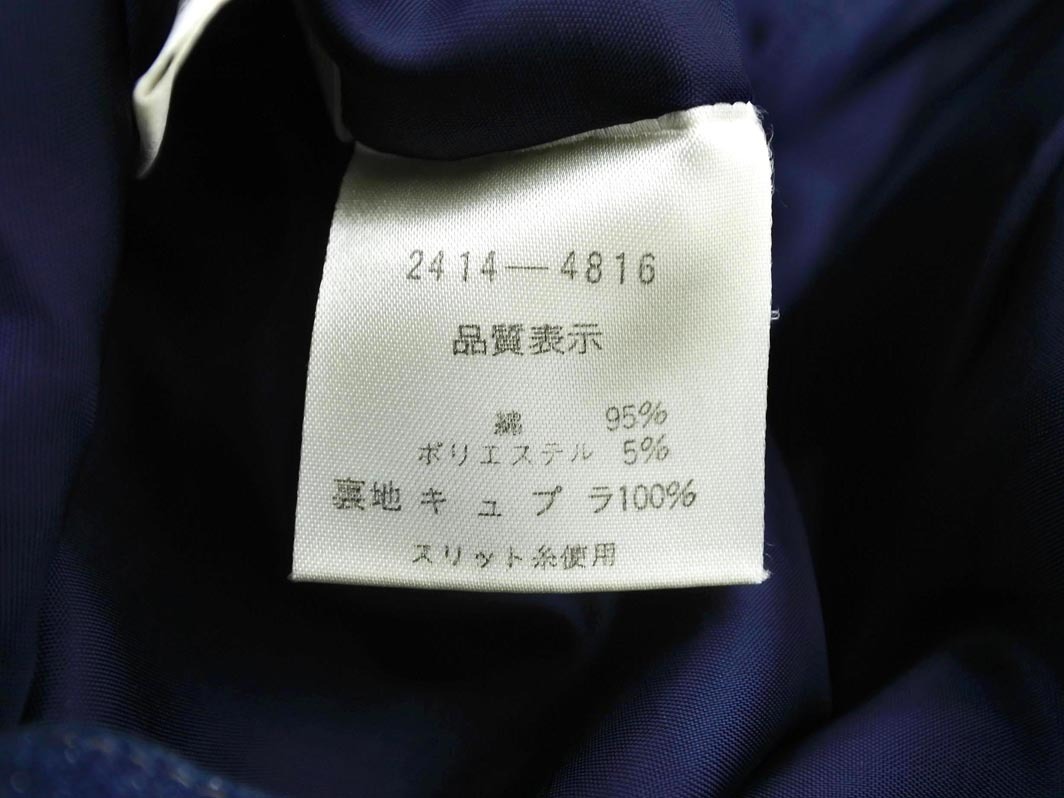 2414—4816
品質表示
綿 95%
ポリエステル 5%
裏地キュプラ100%
スリット糸使用